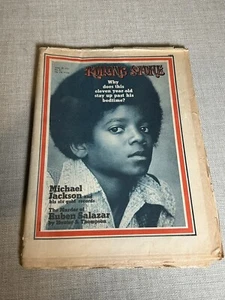 Rolling Stone
Why
does this
eleven year old
stay up past his
bedtime?
Michael
Jackson and
his six gold records
The Murder of
Ruben Salazar
by Hunter S. Thompson